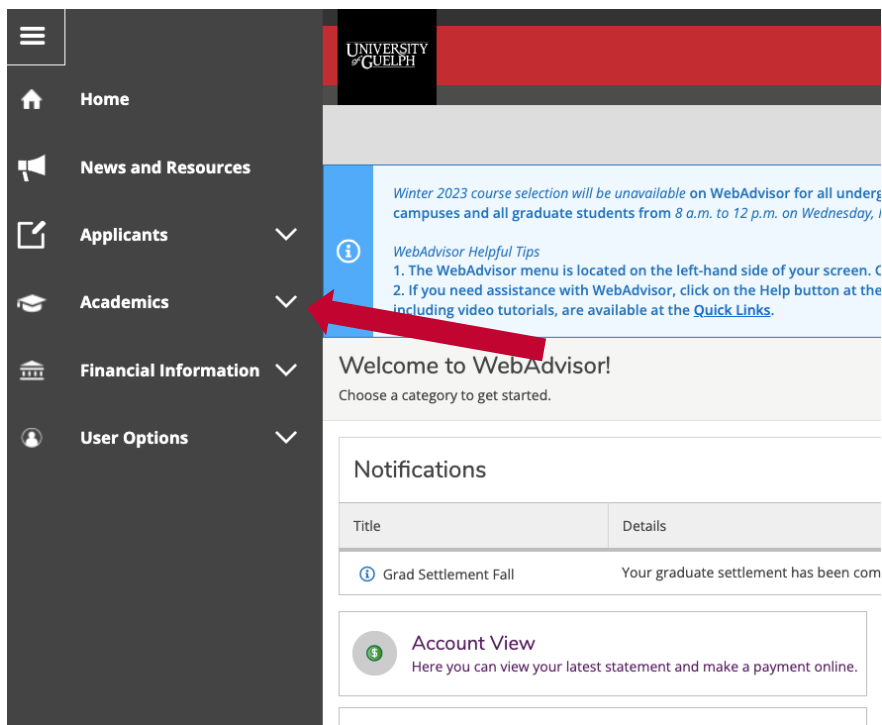 UNIVERSITY
of GUELPH
Home
News and Resources
Applicants
Academics
Financial Information
User Options
Winter 2023 course selection will be unavailable on WebAdvisor for all underg
campuses and all graduate students from 8 a.m. to 12 p.m. on Wednesday,
WebAdvisor Helpful Tips
1. The WebAdvisor menu is located on the left-hand side of your screen. C
2. If you need assistance with WebAdvisor, click on the Help button at the
including video tutorials, are available at the Quick Links.
Welcome to WebAdvisor!
Choose a category to get started.
Notifications
Title Details
Grad Settlement Fall Your graduate settlement has been com
Account View
Here you can view your latest statement and make a payment online.